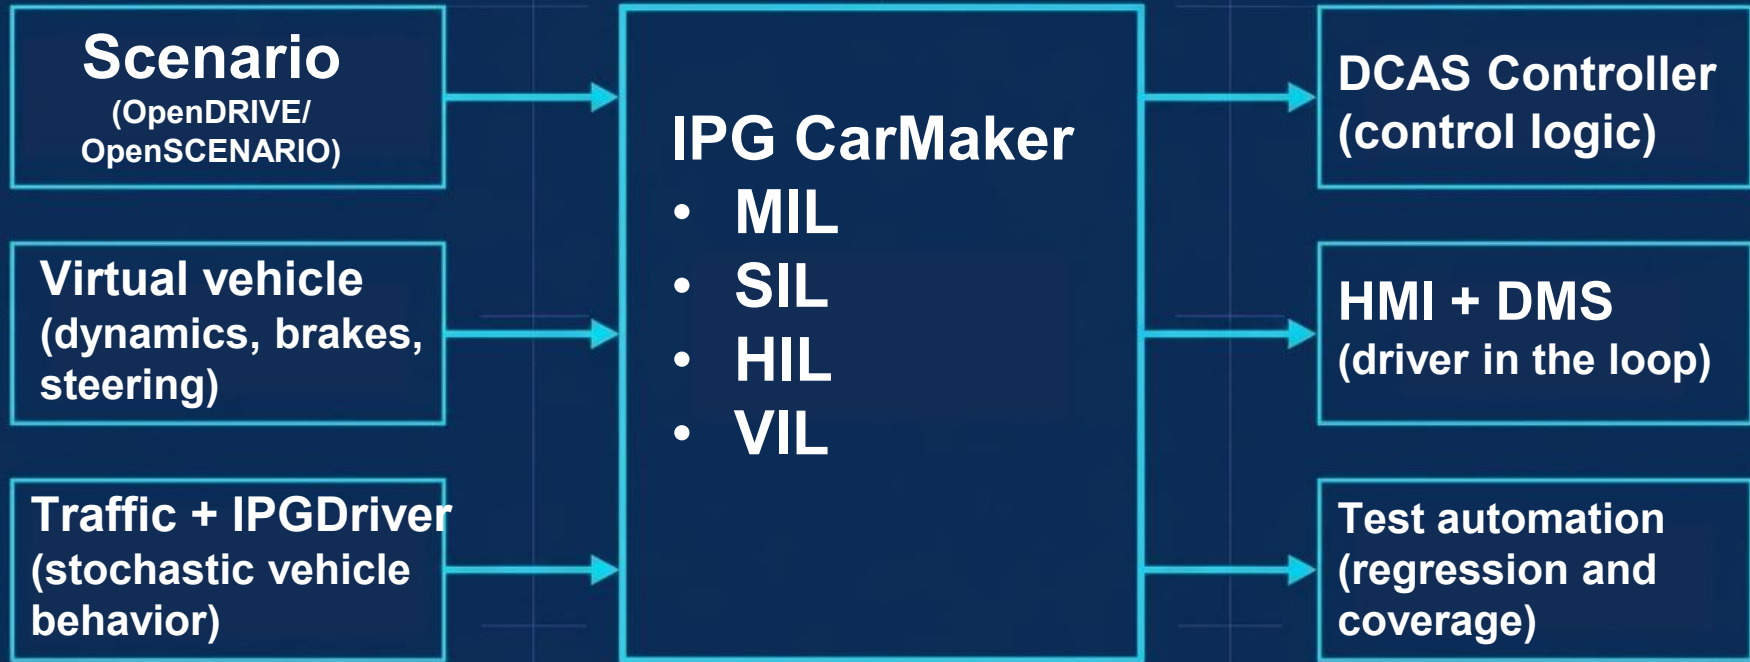 Scenario
(OpenDRIVE/
OpenSCENARIO)
Virtual vehicle
(dynamics, brakes,
steering)
Traffic + IPGDriver
(stochastic vehicle
behavior)
IPG CarMaker
• MIL
• SIL
• HIL
• VIL
DCAS Controller
(control logic)
HMI + DMS
(driver in the loop)
Test automation
(regression and
coverage)